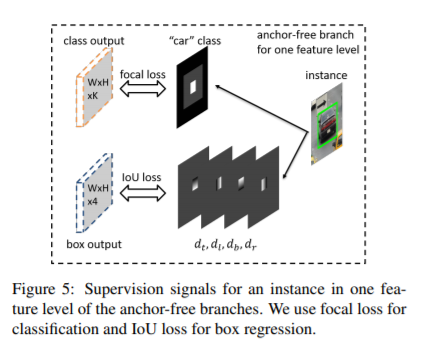 class output
"car" class
anchor-free branch
for one feature level
focal loss
instance
WxH
xK
IoU loss
WxH
x4
box output
d_t, d_l, d_b, d_r
Figure 5: Supervision signals for an instance in one fea-
ture level of the anchor-free branches. We use focal loss for
classification and IoU loss for box regression.